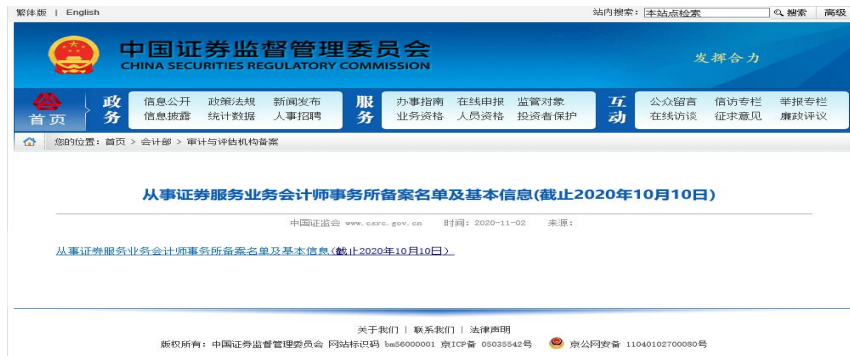 繁体版 | English 站内搜索： 本站点检索 搜索 高级
中国证券监督管理委员会
CHINA SECURITIES REGULATORY COMMISSION
发挥合力
首页
政务
信息公开 政策法规 新闻发布
信息披露 统计数据 人事招聘
服务
办事指南 在线申报 监管对象
业务资格 人员资格 投资者保护
互动
公众留言 信访专栏 举报专栏
在线访谈 征求意见 廉政评议
您的位置：首页 > 会计部 > 审计与评估机构备案
从事证券服务业务会计师事务所备案名单及基本信息(截止2020年10月10日)
中国证监会 www.csrc.gov.cn 时间：2020-11-02 来源：
从事证券服务业务会计师事务所备案名单及基本信息(截止2020年10月10日)
关于我们 | 联系我们 | 法律声明
版权所有：中国证券监督管理委员会 网站标识码 bm56000001 京ICP备 05035542号 京公网安备 11040102700080号